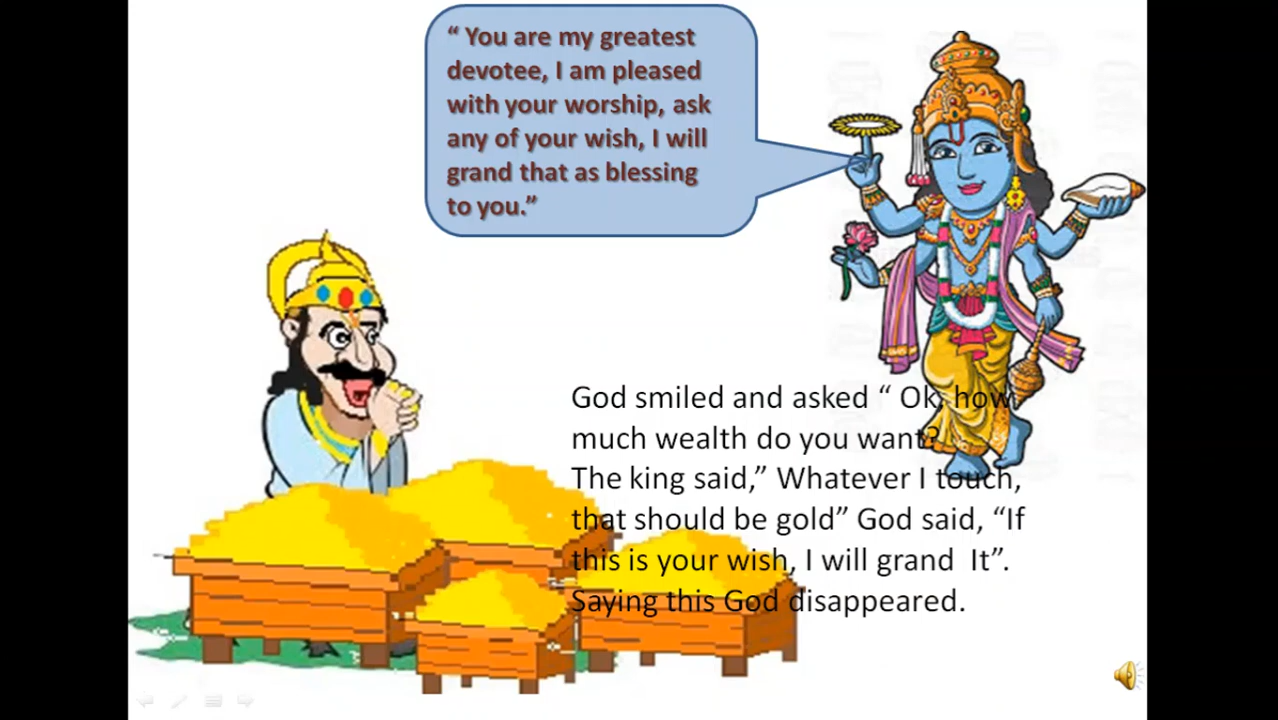 “ You are my greatest
devotee, I am pleased
with your worship, ask
any of your wish, I will
grand that as blessing
to you.”
God smiled and asked “ Ok, how
much wealth do you want?
The king said,” Whatever I touch,
that should be gold” God said, “If
this is your wish, I will grand  It”.
Saying this God disappeared.